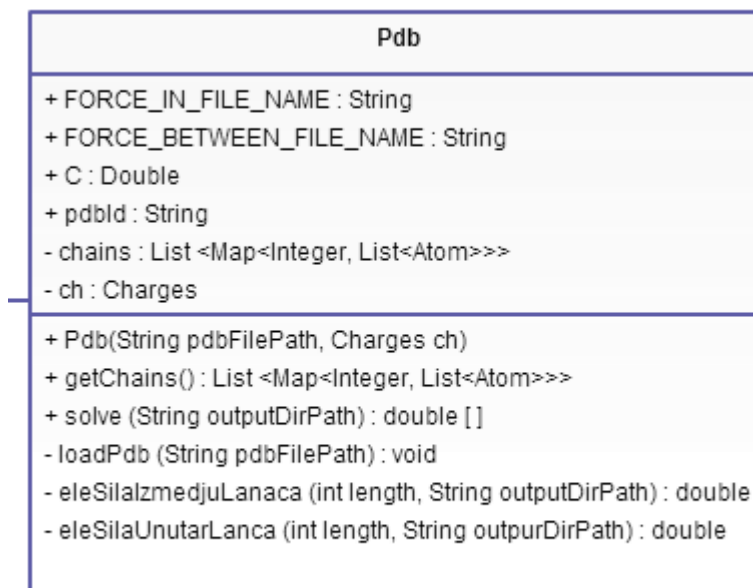 Pdb
+ FORCE_IN_FILE_NAME : String
+ FORCE_BETWEEN_FILE_NAME : String
+ C : Double
+ pdbId : String
- chains : List <Map<Integer, List<Atom>>>
- ch : Charges
+ Pdb(String pdbFilePath, Charges ch)
+ getChains() : List <Map<Integer, List<Atom>>>
+ solve (String outputDirPath) : double [ ]
- loadPdb (String pdbFilePath) : void
- eleSilaIzmedjuLanaca (int length, String outputDirPath) : double
- eleSilaUnutarLanca (int length, String outpurDirPath) : double